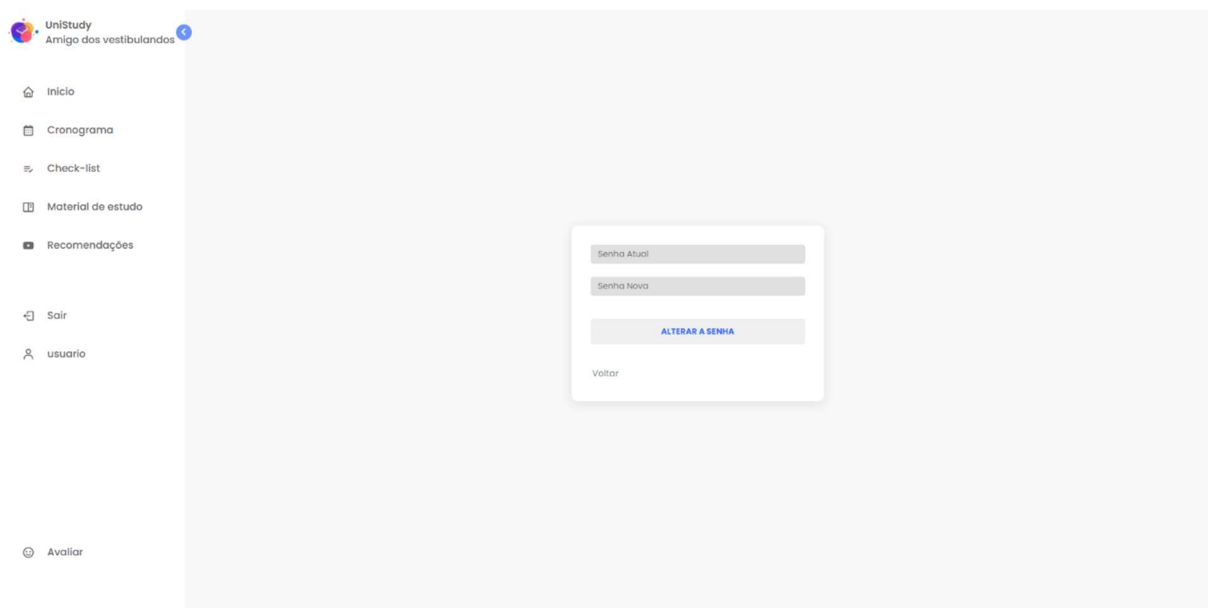 UniStudy
Amigo dos vestibulandos
Inicio
Cronograma
Check-list
Material de estudo
Recomendações
Sair
usuario
Avaliar
Senha Atual
Senha Nova
ALTERAR A SENHA
Voltar